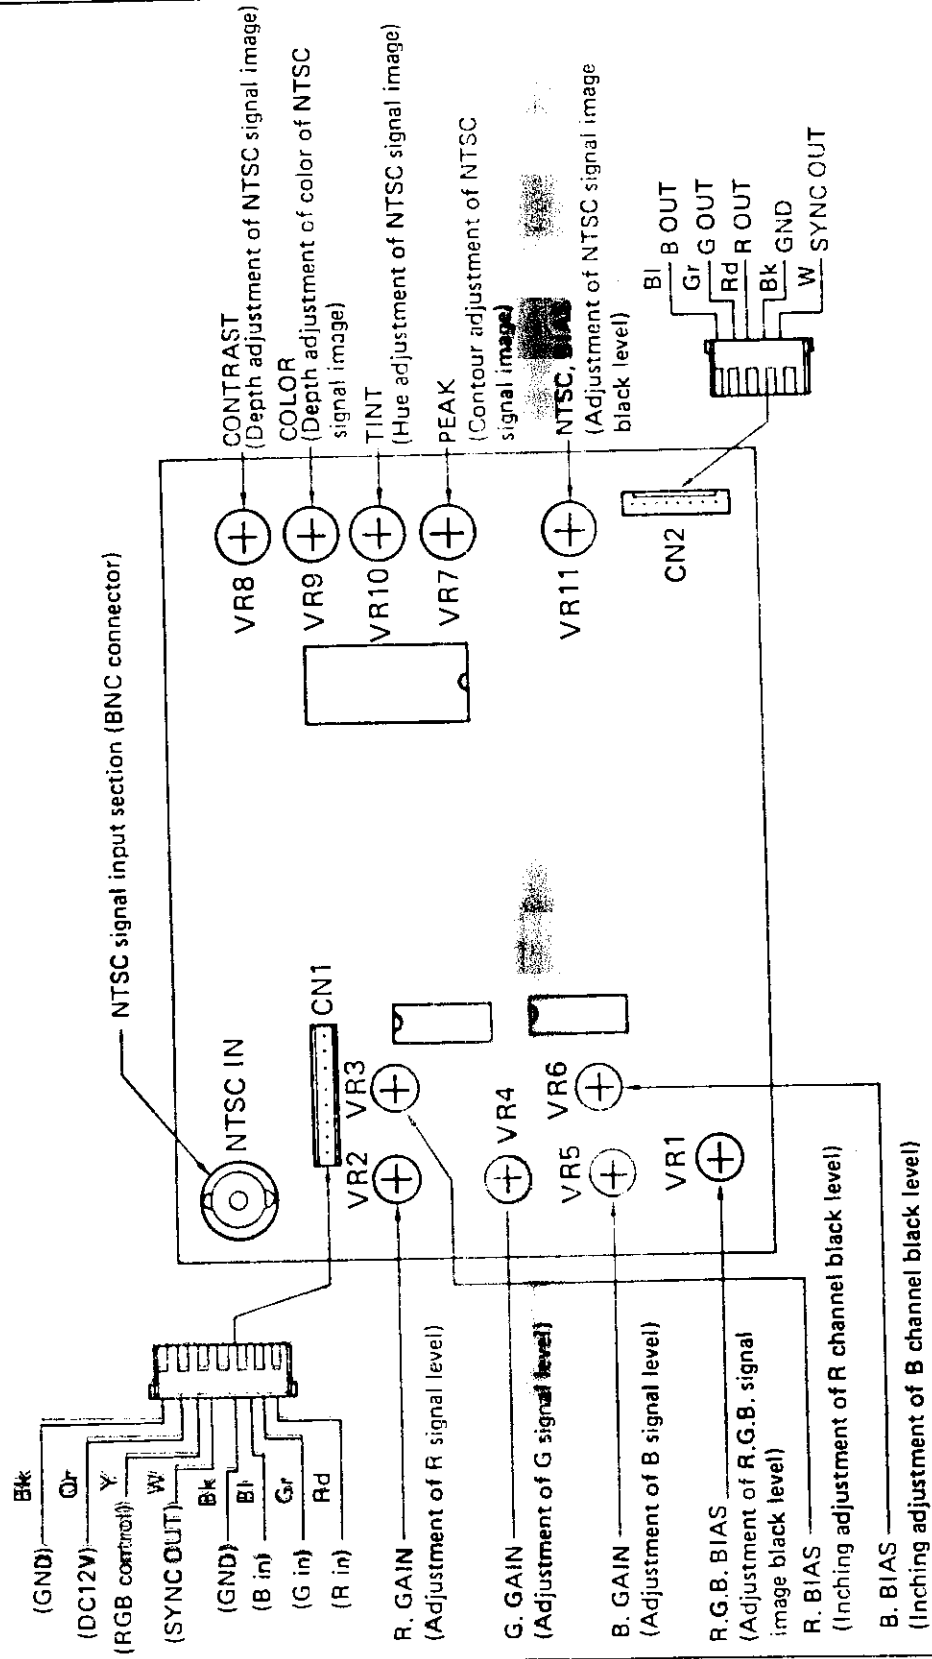 NTSC signal input section (BNC connector)
Bk
(GND)
Or
(DC12V)
Y
(RGB control)
W
(SYNC OUT)
Bk
(GND)
Bl
(B in)
Gr
(G in)
Rd
(R in)
NTSC IN
CN1
VR2
VR3
VR4
VR5
VR6
VR1
VR8
VR9
VR10
VR7
VR11
CN2
CONTRAST
(Depth adjustment of NTSC signal image)
COLOR
(Depth adjustment of color of NTSC
signal image)
TINT
(Hue adjustment of NTSC signal image)
PEAK
(Contour adjustment of NTSC
signal image)
NTSC, BIAS
(Adjustment of NTSC signal image
black level)
Bl
B OUT
Gr
G OUT
Rd
R OUT
Bk
GND
W
SYNC OUT
R. GAIN
(Adjustment of R signal level)
G. GAIN
(Adjustment of G signal level)
B. GAIN
(Adjustment of B signal level)
R.G.B. BIAS
(Adjustment of R.G.B. signal
image black level)
R. BIAS
(Inching adjustment of R channel black level)
B. BIAS
(Inching adjustment of B channel black level)